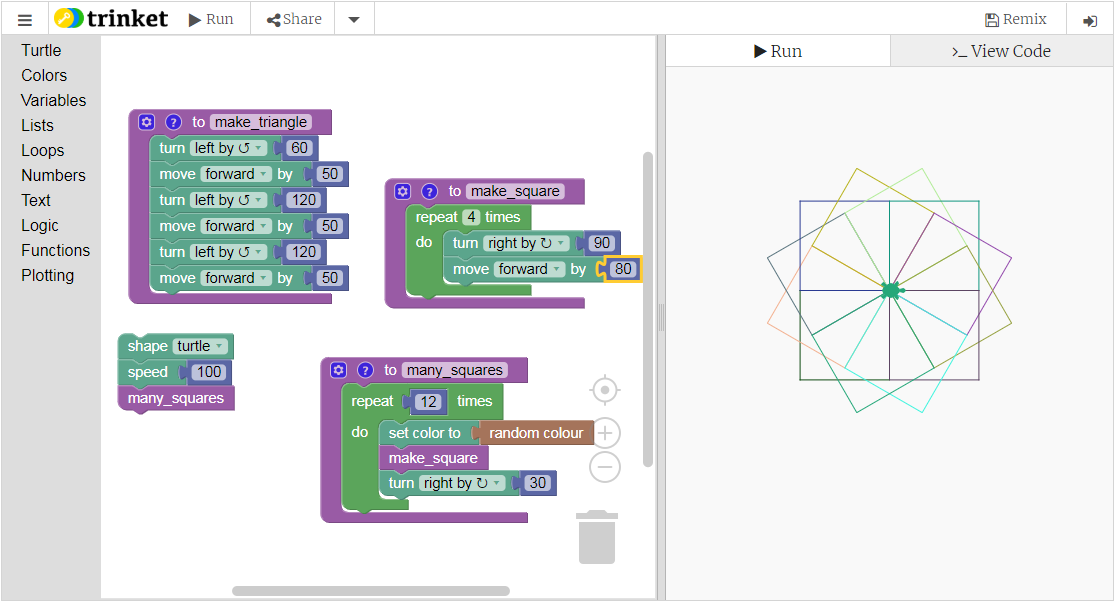 trinket Run Share Remix
Turtle
Colors
Variables
Lists
Loops
Numbers
Text
Logic
Functions
Plotting
? to make_triangle
turn left by ↺ 60
move forward by 50
turn left by ↺ 120
move forward by 50
turn left by ↺ 120
move forward by 50
? to make_square
repeat 4 times
do turn right by ↻ 90
move forward by 80
shape turtle
speed 100
many_squares
? to many_squares
repeat 12 times
do set color to random colour
make_square
turn right by ↻ 30
Run >_ View Code